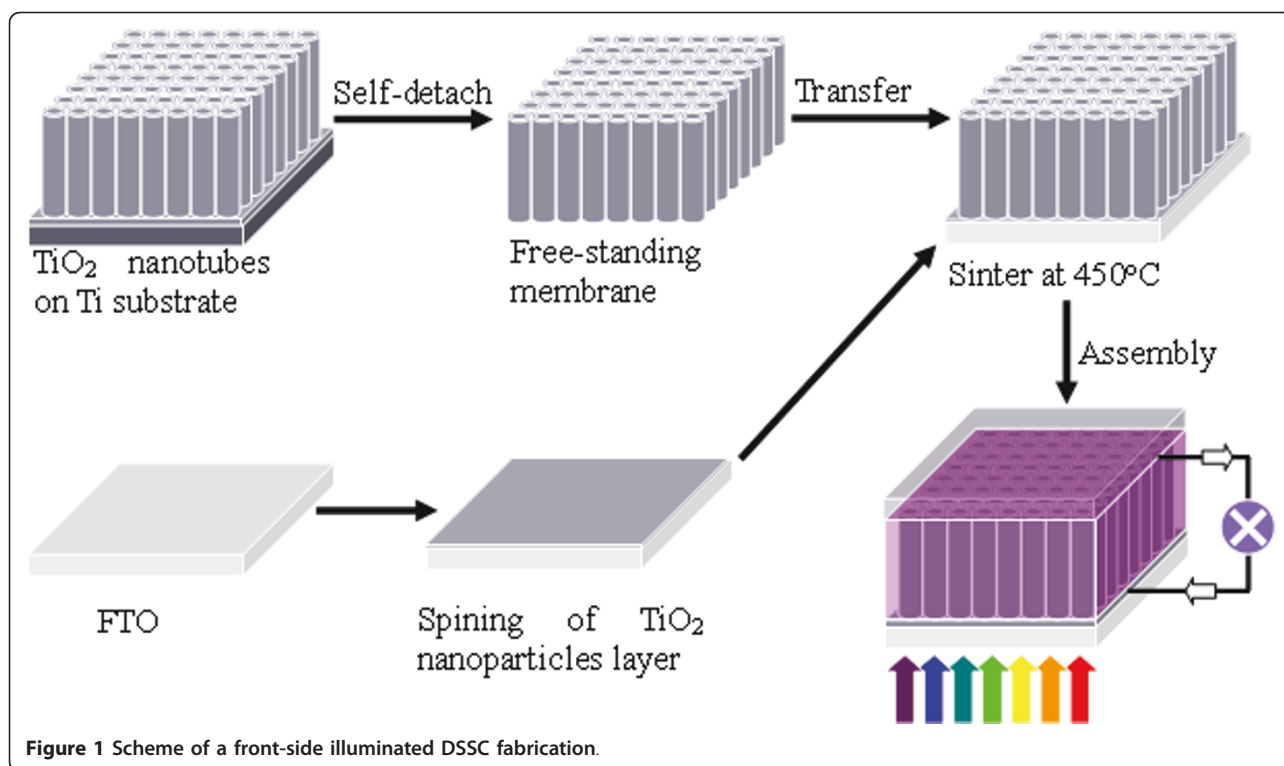 Self-detach
Transfer
TiO₂ nanotubes
on Ti substrate
Free-standing
membrane
Sinter at 450°C
Assembly
FTO
Spining of TiO₂
nanoparticles layer
Figure 1 Scheme of a front-side illuminated DSSC fabrication.